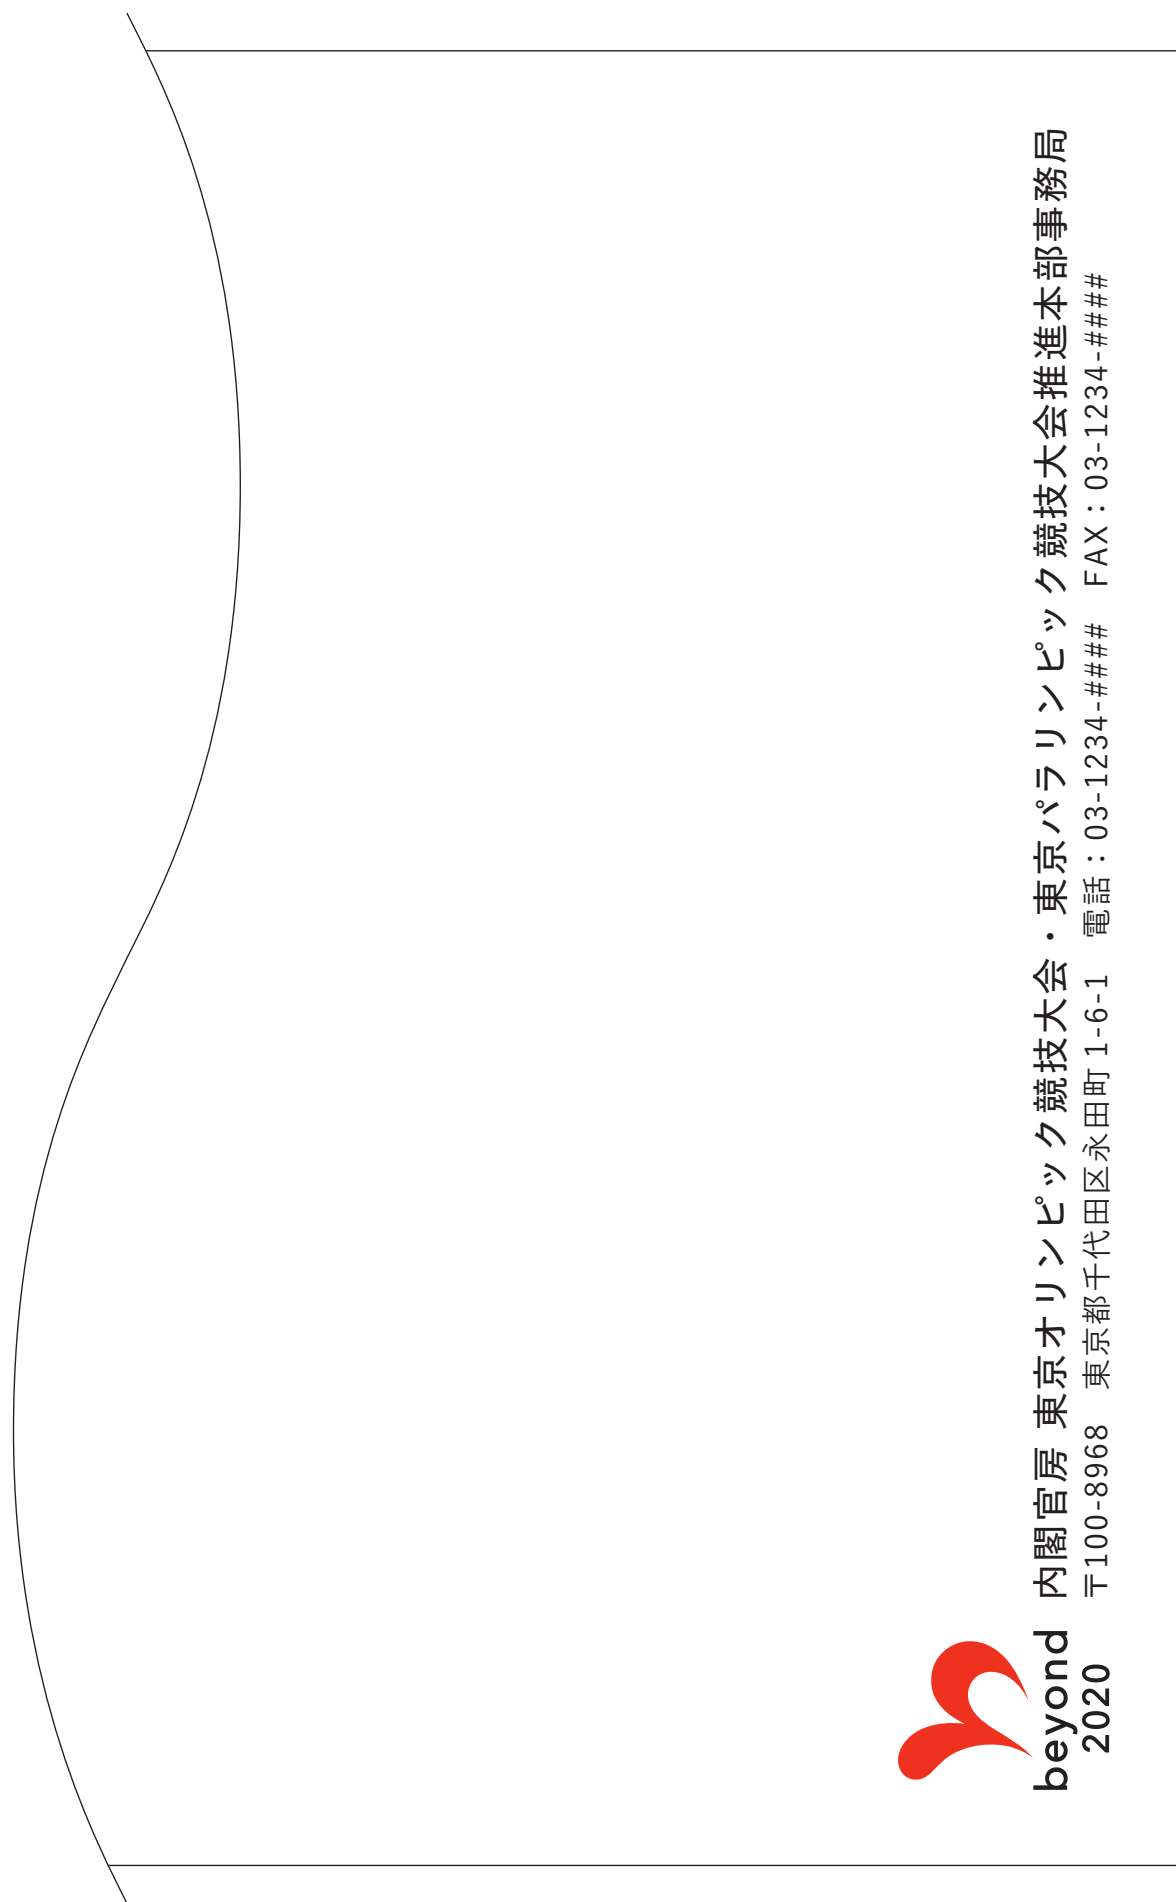 beyond
2020
内閣官房 東京オリンピック競技大会・東京パラリンピック競技大会推進本部事務局
〒100-8968　東京都千代田区永田町 1-6-1　電話：03-1234-####　FAX：03-1234-####